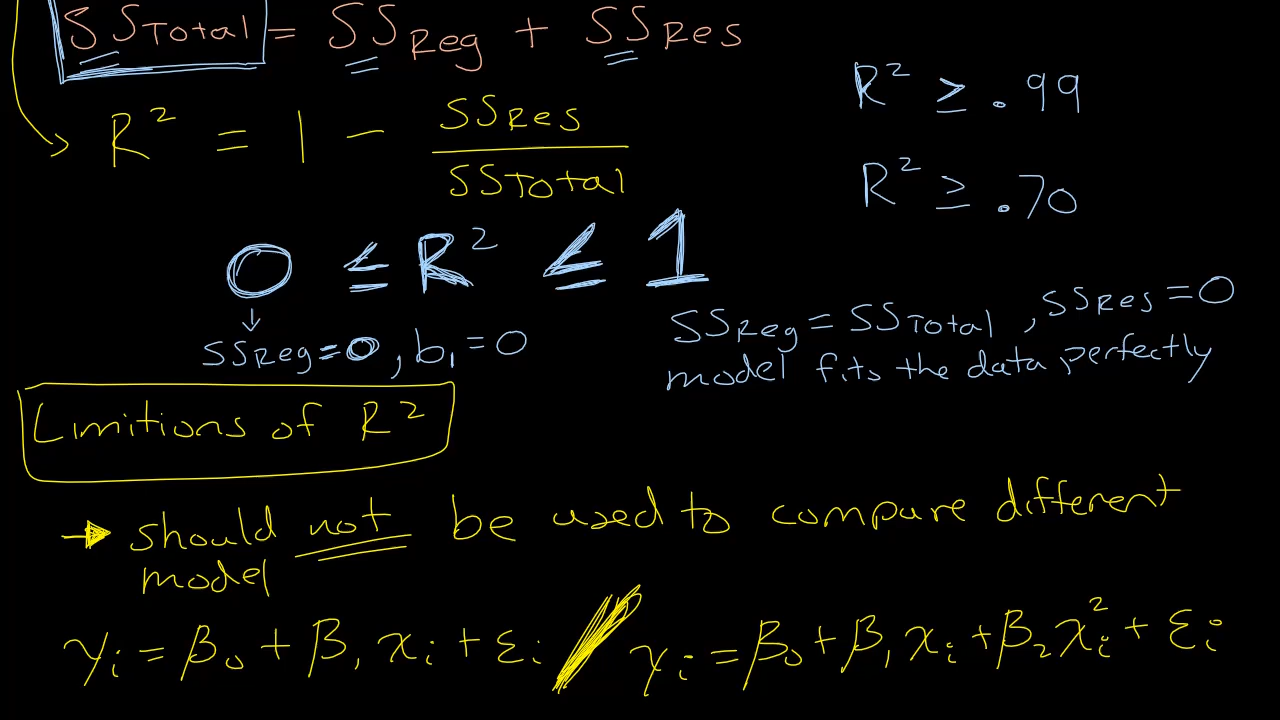 SSTotal = SSReg + SSRes
R² ≥ .99
R² = 1 - SSRes / SSTotal
R² ≥ .70
0 ≤ R² ≤ 1
SSReg = 0, b₁ = 0
SSReg = SSTotal, SSRes = 0
model fits the data perfectly
Limitions of R²
→ should not be used to compare different
model
yᵢ = β₀ + β₁xᵢ + εᵢ / yᵢ = β₀ + β₁xᵢ + β₂xᵢ² + εᵢ